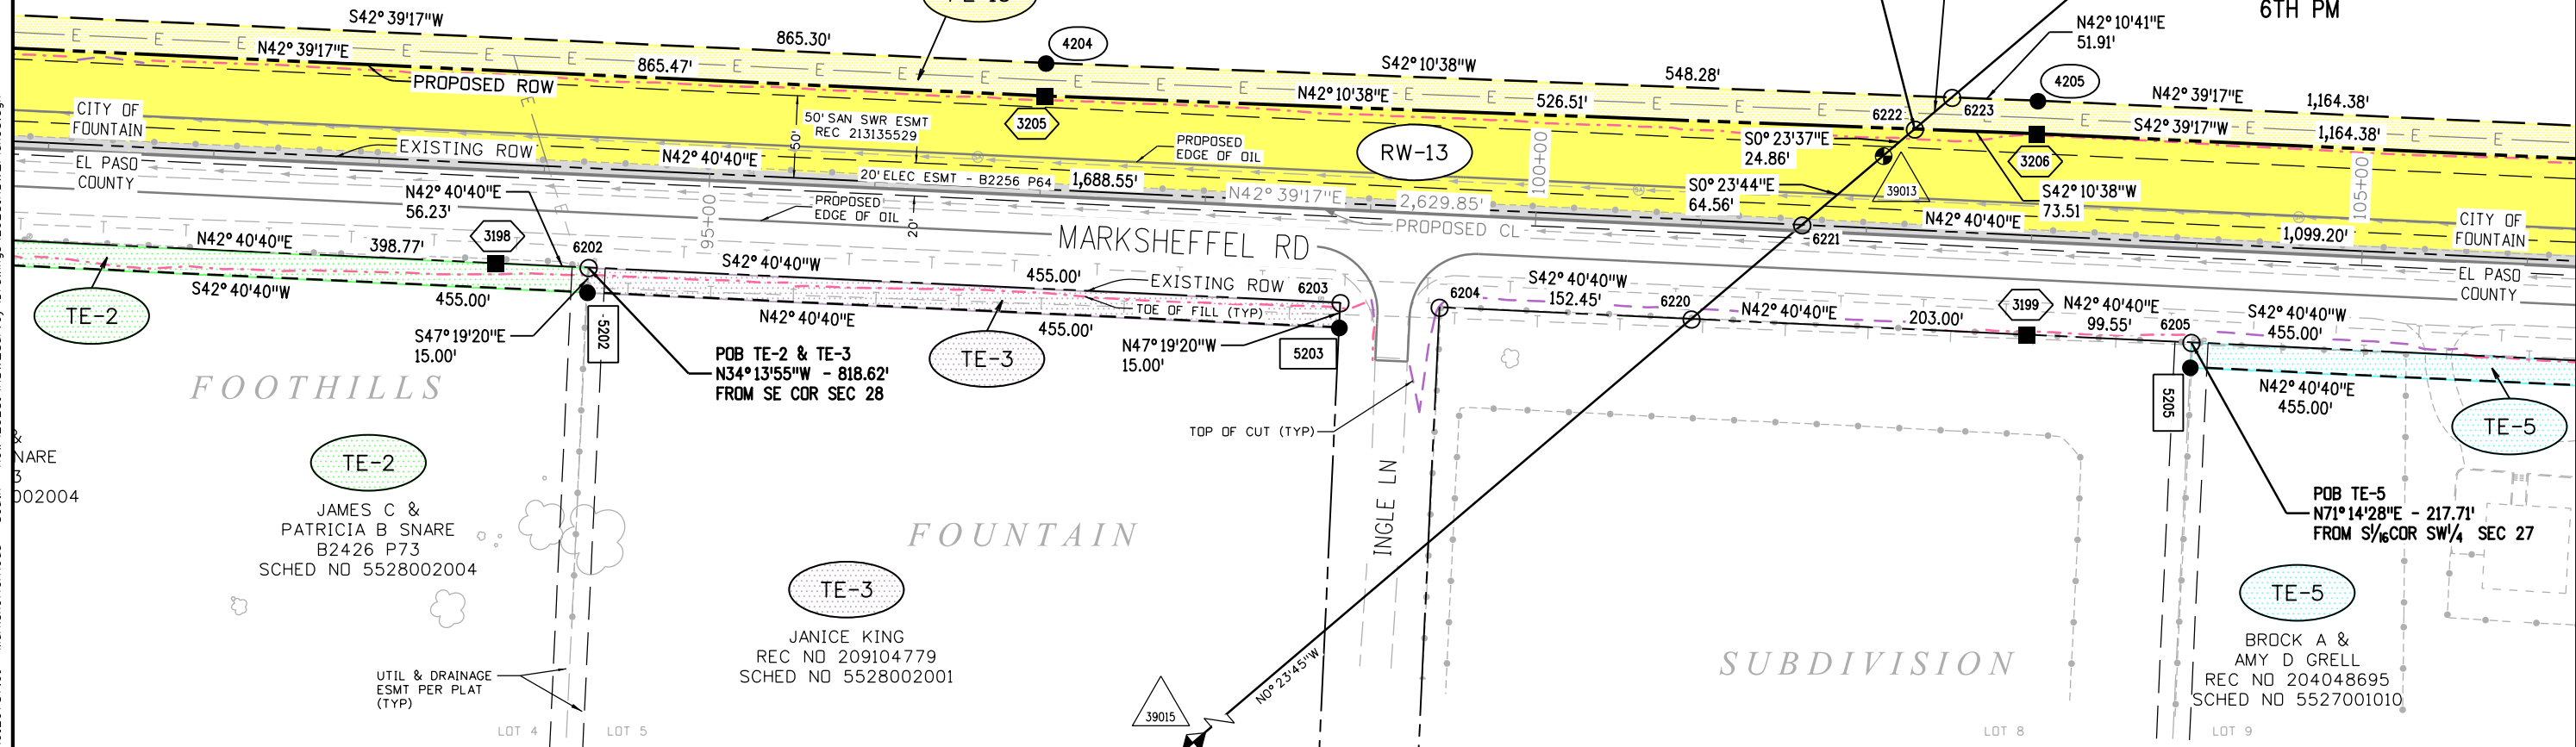 6TH PM
S42°39'17"W
865.30'
4204
S42°10'38"W
548.28'
N42°10'41"E
51.91'
4205
N42°39'17"E
1,164.38'
N42°39'17"E
865.47'
PROPOSED ROW
3205
N42°10'38"E
526.51'
6222
6223
S42°39'17"W
1,164.38'
3206
CITY OF
FOUNTAIN
EL PASO
COUNTY
EXISTING ROW
N42°40'40"E
50'
50' SAN SWR ESMT
REC 213135529
20' ELEC ESMT - B2256 P64
1,688.55'
PROPOSED
EDGE OF OIL
RW-13
100+00
S0°23'37"E
24.86'
39013
S0°23'44"E
64.56'
S42°10'38"W
73.51
105+00
CITY OF
FOUNTAIN
EL PASO
COUNTY
N42°40'40"E
1,099.20'
N42°39'17"E
2,629.85'
PROPOSED CL
6221
N42°40'40"E
56.23'
95+00
PROPOSED
EDGE OF OIL
20'
MARKSHEFFEL RD
N42°40'40"E
398.77'
3198
6202
S42°40'40"W
455.00'
EXISTING ROW
6203
TOE OF FILL (TYP)
N42°40'40"E
455.00'
S42°40'40"W
455.00'
TE-2
S47°19'20"E
15.00'
5202
POB TE-2 & TE-3
N34°13'55"W - 818.62'
FROM SE COR SEC 28
TE-3
N47°19'20"W
15.00'
5203
6204
S42°40'40"W
152.45'
6220
N42°40'40"E
203.00'
3199
N42°40'40"E
99.55'
6205
S42°40'40"W
455.00'
N42°40'40"E
455.00'
5205
TE-5
TOP OF CUT (TYP)
INGLE LN
POB TE-5
N71°14'28"E - 217.71'
FROM S1/16COR SW1/4 SEC 27
FOOTHILLS
FOUNTAIN
SUBDIVISION
&
NARE
3
002004
TE-2
JAMES C &
PATRICIA B SNARE
B2426 P73
SCHED NO 5528002004
TE-3
JANICE KING
REC NO 209104779
SCHED NO 5528002001
TE-5
BROCK A &
AMY D GRELL
REC NO 204048695
SCHED NO 5527001010
UTIL & DRAINAGE
ESMT PER PLAT
(TYP)
N0°23'45"W
39015
LOT 4
LOT 5
LOT 8
LOT 9